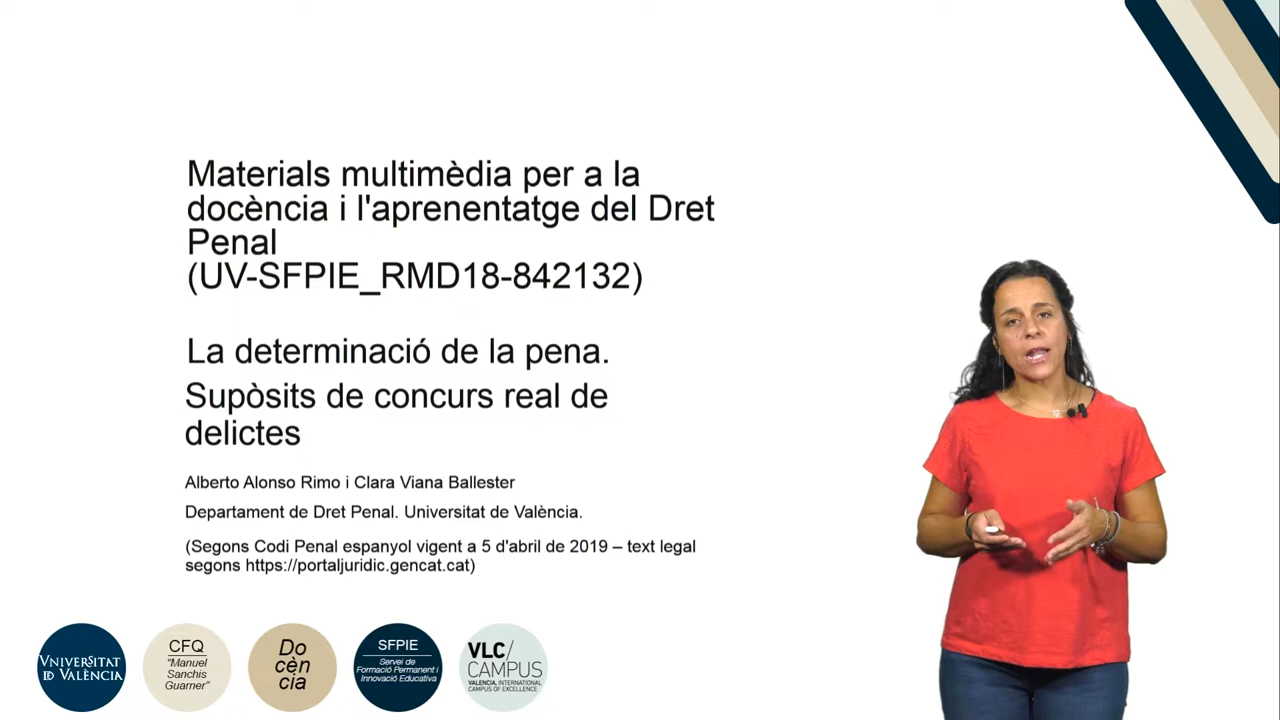 Materials multimèdia per a la
docència i l'aprenentatge del Dret
Penal
(UV-SFPIE_RMD18-842132)
La determinació de la pena.
Supòsits de concurs real de
delictes
Alberto Alonso Rimo i Clara Viana Ballester
Departament de Dret Penal. Universitat de València.
(Segons Codi Penal espanyol vigent a 5 d'abril de 2019 – text legal
segons https://portaljuridic.gencat.cat)
VNIVERSITAT
ID VALÈNCIA
CFQ
"Manuel
Sanchis
Guarner"
Do
cèn
cia
SFPIE
Servei de
Formació Permanent i
Innovació Educativa
VLC/
CAMPUS
VALENCIA, INTERNATIONAL
CAMPUS OF EXCELLENCE